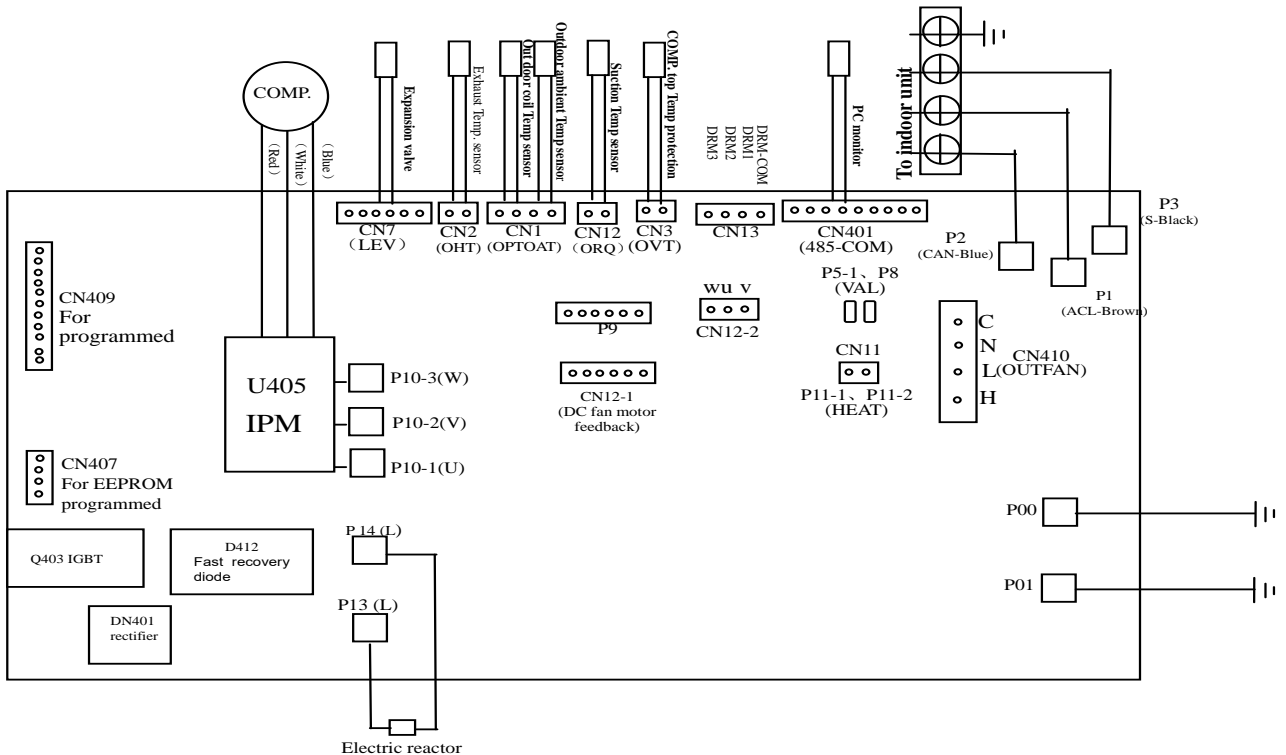 COMP.
(Red)
(White)
(Blue)
Expansion valve
Exhaust Temp. sensor
Out door coil Temp sensor
Outdoor ambient Temp sensor
Suction Temp sensor
COMP. top Temp protection
DRM-COM
DRM1
DRM2
DRM3
PC monitor
To indoor unit
CN7
(LEV)
CN2
(OHT)
CN1
(OPTOAT)
CN12
(ORQ)
CN3
(OVT)
CN13
CN401
(485-COM)
P2
(CAN-Blue)
P3
(S-Black)
P1
(ACL-Brown)
CN409
For
programmed
P9
wu v
CN12-2
P5-1、P8
(VAL)
CN11
P11-1、P11-2
(HEAT)
C
N
L
H
CN410
(OUTFAN)
U405
IPM
P10-3(W)
P10-2(V)
P10-1(U)
CN12-1
(DC fan motor
feedback)
CN407
For EEPROM
programmed
Q403 IGBT
D412
Fast recovery
diode
DN401
rectifier
P 14 (L)
P13 (L)
P00
P01
Electric reactor